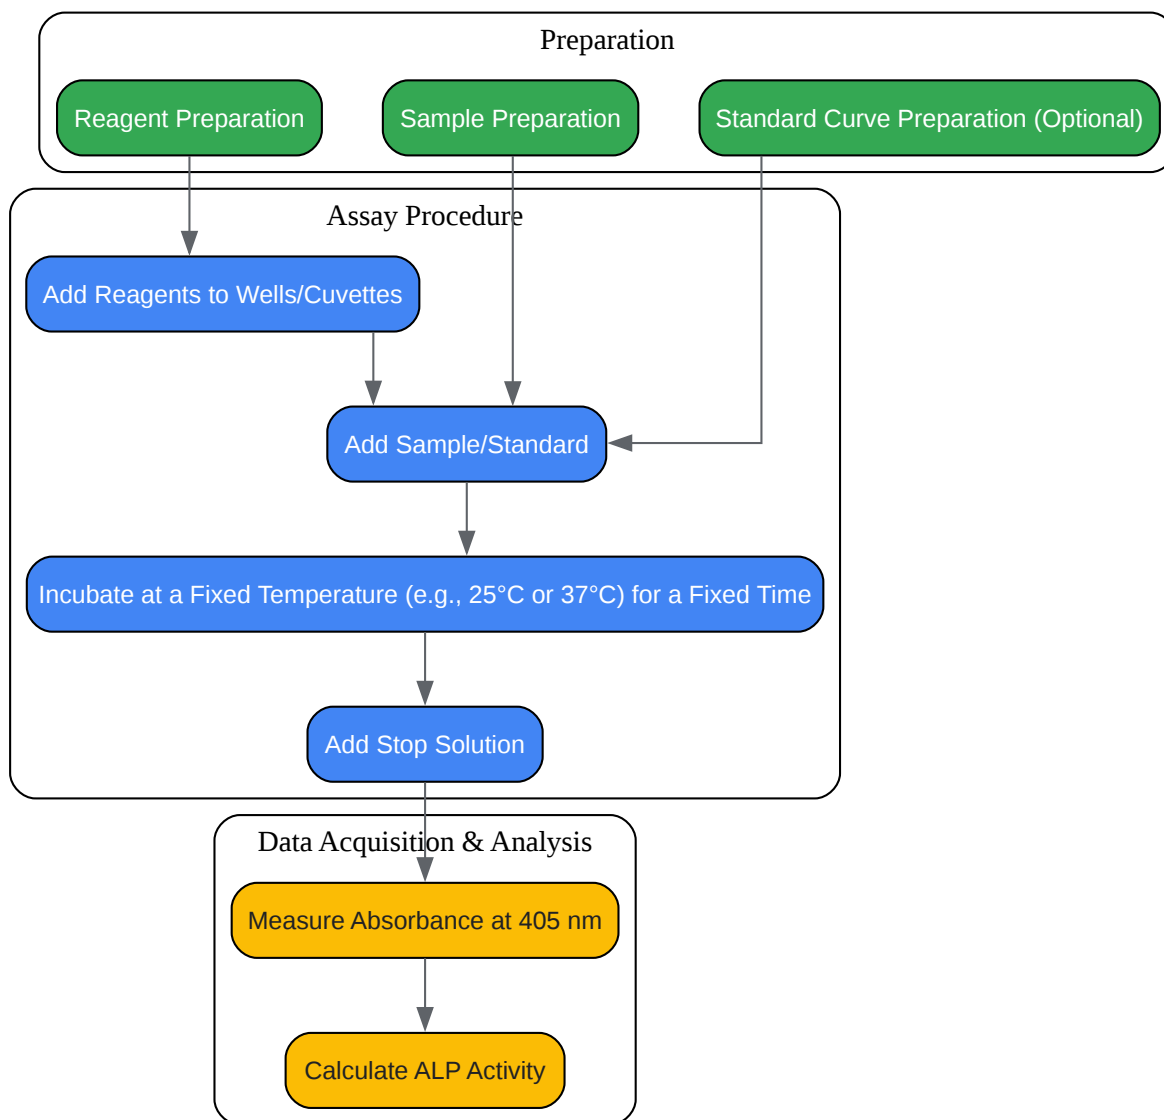 Preparation
Reagent Preparation
Sample Preparation
Standard Curve Preparation (Optional)
Assay Procedure
Add Reagents to Wells/Cuvettes
Add Sample/Standard
Incubate at a Fixed Temperature (e.g., 25°C or 37°C) for a Fixed Time
Add Stop Solution
Data Acquisition & Analysis
Measure Absorbance at 405 nm
Calculate ALP Activity